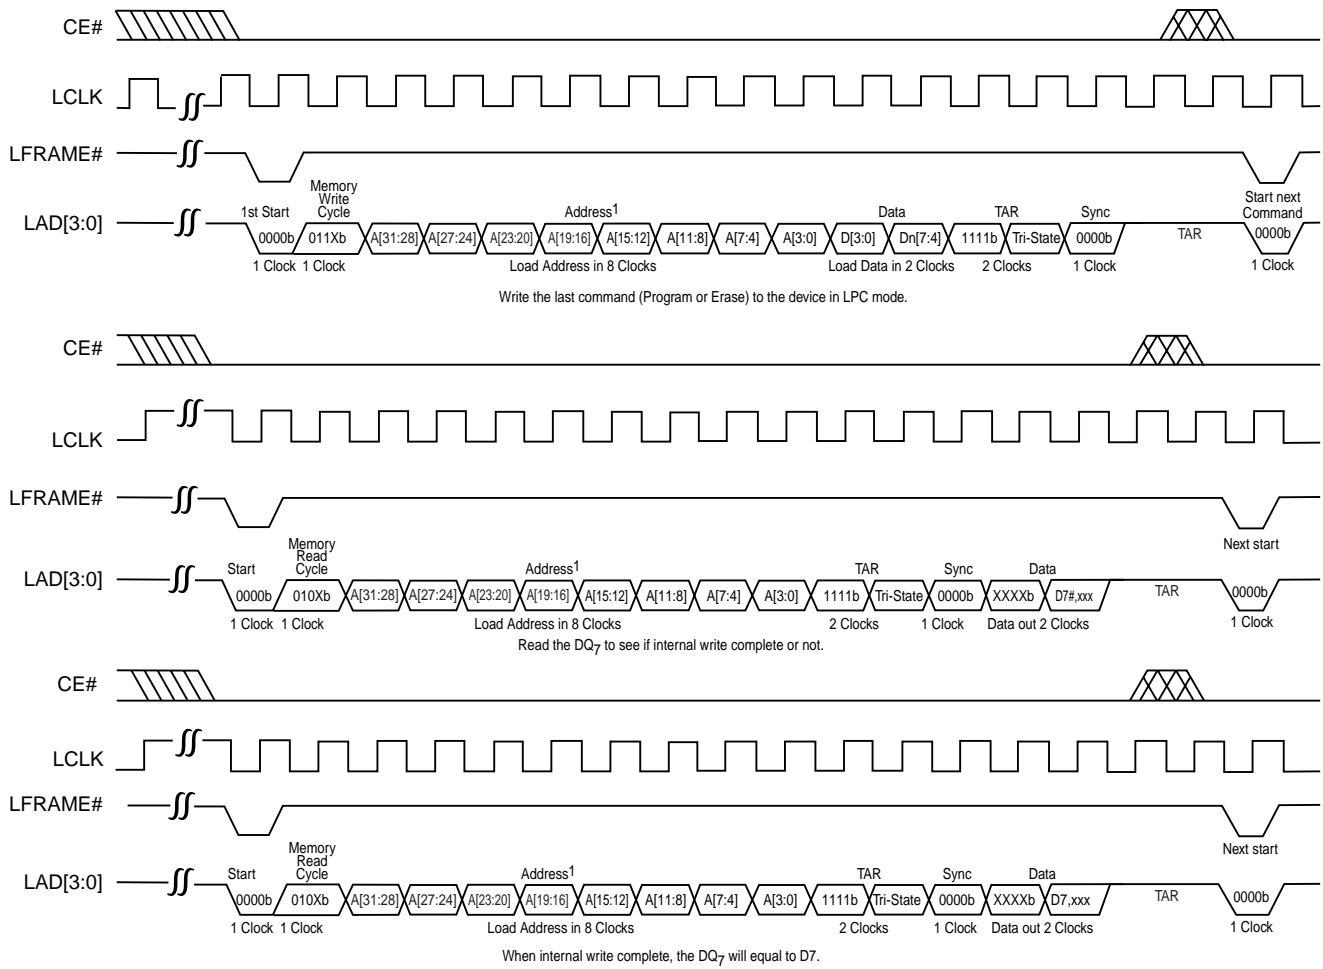 CE#
LCLK
LFRAME#
Memory
Write
Cycle
Start next
Command
LAD[3:0] 1st Start Address1 Data TAR Sync
0000b 011Xb A[31:28] A[27:24] A[23:20] A[19:16] A[15:12] A[11:8] A[7:4] A[3:0] D[3:0] Dn[7:4] 1111b Tri-State 0000b TAR 0000b
1 Clock 1 Clock Load Address in 8 Clocks Load Data in 2 Clocks 2 Clocks 1 Clock 1 Clock
Write the last command (Program or Erase) to the device in LPC mode.
CE#
LCLK
LFRAME#
Next start
Memory
Read
Cycle
LAD[3:0] Start Address1 TAR Sync Data
0000b 010Xb A[31:28] A[27:24] A[23:20] A[19:16] A[15:12] A[11:8] A[7:4] A[3:0] 1111b Tri-State 0000b XXXXb D7#,xxx TAR 0000b
1 Clock 1 Clock Load Address in 8 Clocks 2 Clocks 1 Clock Data out 2 Clocks 1 Clock
Read the DQ7 to see if internal write complete or not.
CE#
LCLK
LFRAME#
Next start
Memory
Read
Cycle
LAD[3:0] Start Address1 TAR Sync Data
0000b 010Xb A[31:28] A[27:24] A[23:20] A[19:16] A[15:12] A[11:8] A[7:4] A[3:0] 1111b Tri-State 0000b XXXXb D7,xxx TAR 0000b
1 Clock 1 Clock Load Address in 8 Clocks 2 Clocks 1 Clock Data out 2 Clocks 1 Clock
When internal write complete, the DQ7 will equal to D7.